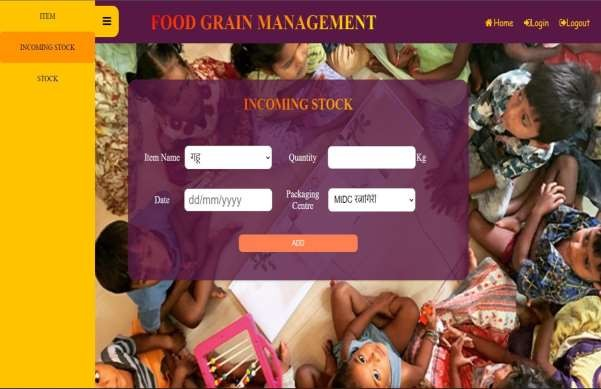 ITEM
INCOMING STOCK
STOCK
FOOD GRAIN MANAGEMENT
Home Login Logout
INCOMING STOCK
Item Name गहू Quantity Kg
Date dd/mm/yyyy Packaging Centre MIDC रत्नागिरी
ADD